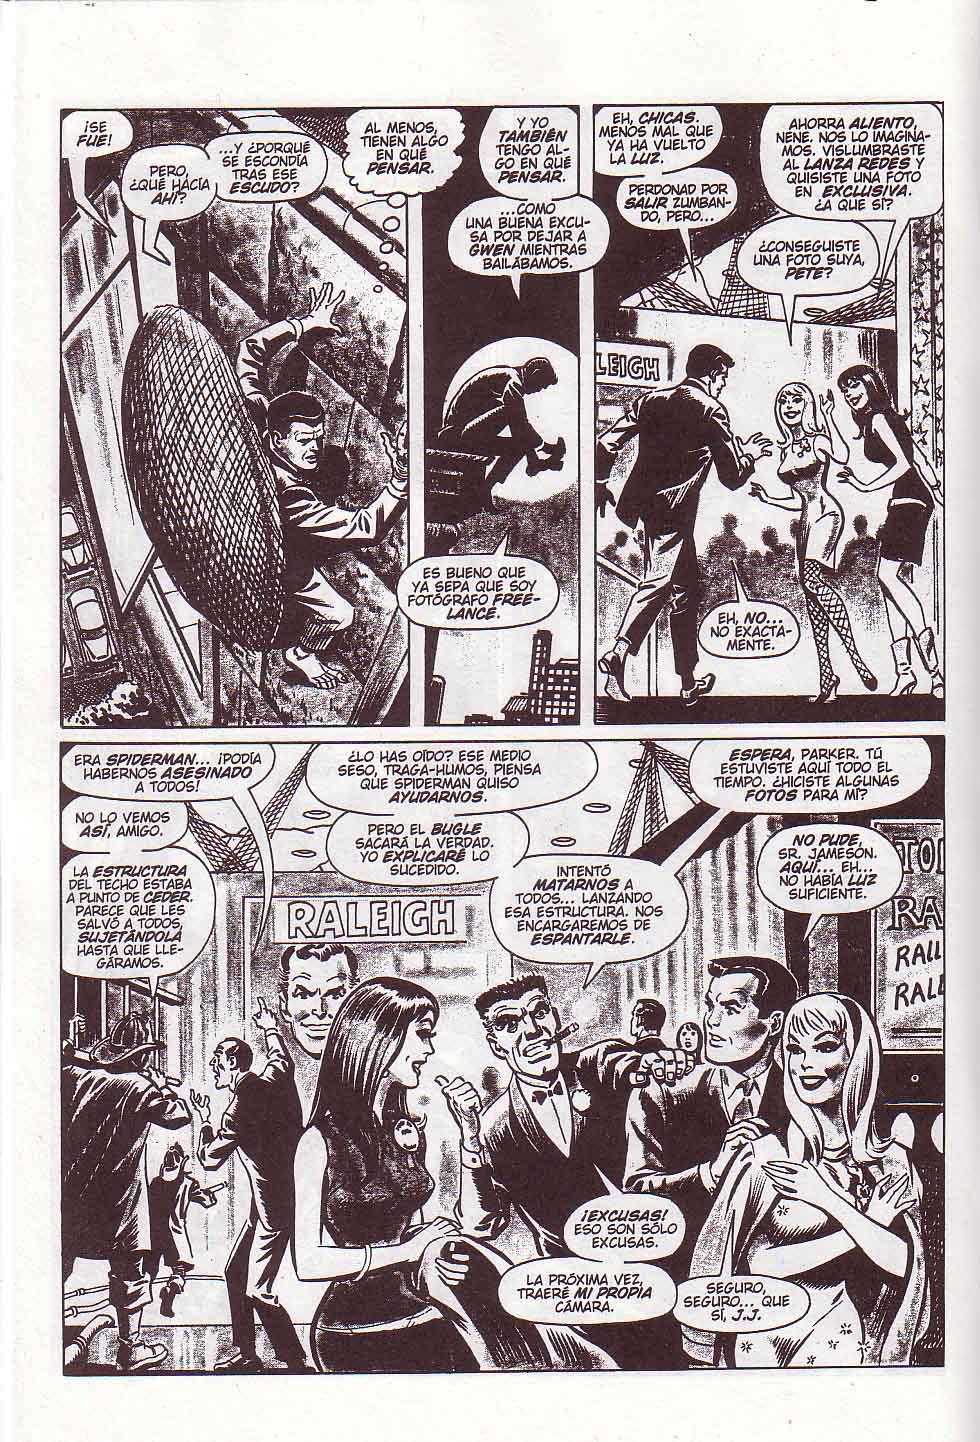 ¡SE
FUE!
PERO,
¿QUÉ HACÍA
AHÍ?
...Y ¿PORQUÉ
SE ESCONDÍA
TRAS ESE
ESCUDO?
AL MENOS,
TIENEN ALGO
EN QUÉ
PENSAR.
Y YO
TAMBIÉN
TENGO AL-
GO EN QUÉ
PENSAR.
...COMO
UNA BUENA EXCU-
SA POR DEJAR A
GWEN MIENTRAS
BAILÁBAMOS.
ES BUENO QUE
YA SEPA QUE SOY
FOTÓGRAFO FREE-
LANCE.
EH, CHICAS.
MENOS MAL QUE
YA HA VUELTO
LA LUZ.
PERDONAD POR
SALIR ZUMBAN-
DO, PERO...
AHORA ALIENTO,
NENE. NOS LO IMAGINA-
MOS. VISLUMBRASTE
AL LANZA REDES Y
QUISISTE UNA FOTO
EN EXCLUSIVA.
¿A QUE SÍ?
¿CONSEGUISTE
UNA FOTO SUYA,
PETE?
LEIGH
EH, NO...
NO EXACTA-
MENTE.
ERA SPIDERMAN... ¡PODÍA
HABERNOS ASESINADO
A TODOS!
NO LO VEMOS
ASÍ, AMIGO.
LA ESTRUCTURA
DEL TECHO ESTABA
A PUNTO DE CEDER.
PARECE QUE LES
SALVÓ A TODOS,
SUJETÁNDOLA
HASTA QUE LLE-
GÁRAMOS.
¿LO HAS OÍDO? ESE MEDIO
SESO, TRAGA-HUMOS, PIENSA
QUE SPIDERMAN QUISO
AYUDARNOS.
PERO EL BUGLE
SACARÁ LA VERDAD.
YO EXPLICARÉ LO
SUCEDIDO.
INTENTÓ
MATARNOS A
TODOS... LANZANDO
ESA ESTRUCTURA. NOS
ENCARGAREMOS DE
ESPANTARLE.
ESPERA, PARKER. TÚ
ESTUVISTE AQUÍ TODO EL
TIEMPO. ¿HICISTE ALGUNAS
FOTOS PARA MÍ?
NO PUDE,
SR. JAMESON.
AQUÍ... EH...
NO HABÍA LUZ
SUFICIENTE.
RALEIGH
TO
RA
RALL
RALL
¡EXCUSAS!
ESO SON SÓLO
EXCUSAS.
LA PRÓXIMA VEZ,
TRAERÉ MI PROPIA
CÁMARA.
SEGURO,
SEGURO... QUE
SÍ, J.J.